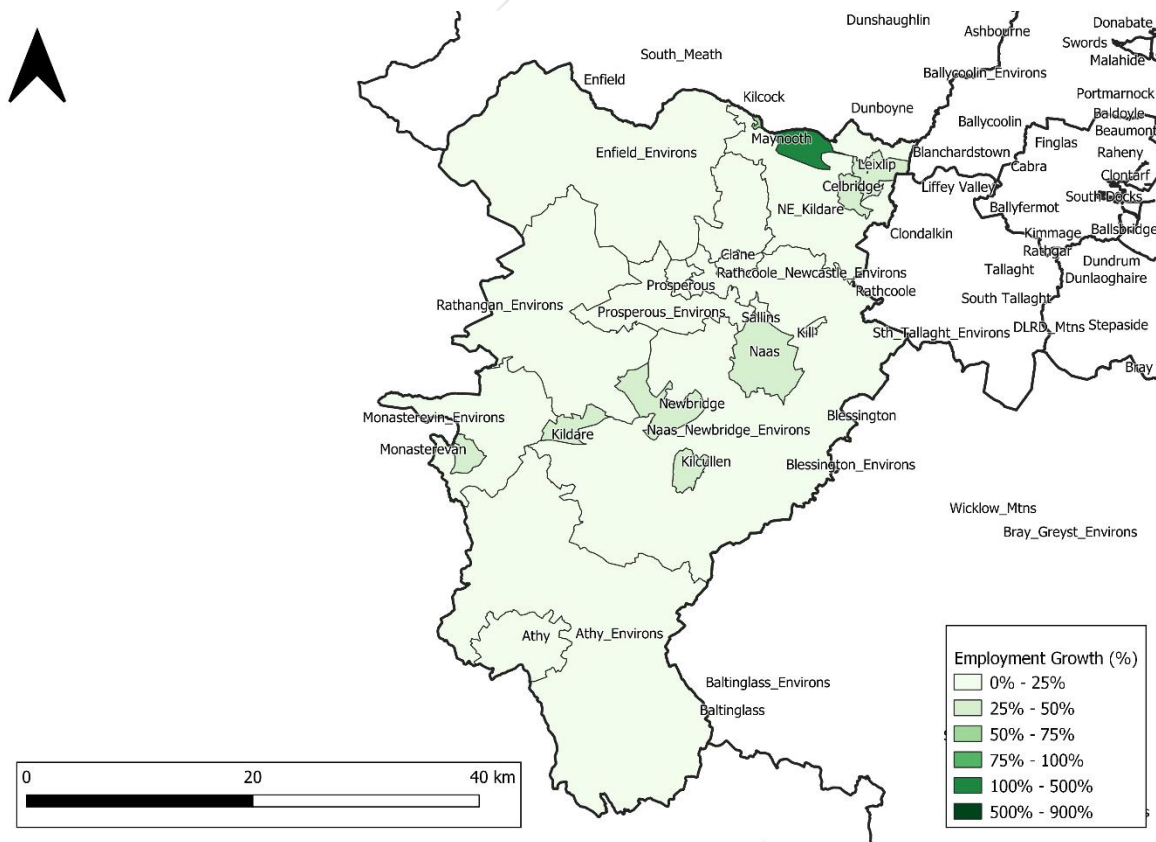 Dunshaughlin
Donabate
Ashbourne
Swords
Malahide
South_Meath
Enfield
Ballycoolin_Environs
Kilcock
Portmarnock
Dunboyne
Baldoyle
Ballycoolin
Beaumont
Maynooth
Finglas
Enfield_Environs
Blanchardstown
Raheny
Leixlip
Cabra
Clontarf
Celbridge
Liffey Valley
South Docks
NE_Kildare
Ballyfermot
Clondalkin
Kimmage
Ballsbridge
Rathgar
Clane
Dundrum
Rathcoole_Newcastle_Environs
Tallaght
Dunlaoghaire
Prosperous
Rathcoole
Rathangan_Environs
South Tallaght
Prosperous_Environs
Sallins
Kill
Sth_Tallaght_Environs
DLRD_Mtns
Stepaside
Naas
Bray
Newbridge
Monasterevin_Environs
Blessington
Kildare
Naas_Newbridge_Environs
Monasterevan
Kilcullen
Blessington_Environs
Wicklow_Mtns
Bray_Greyst_Environs
Athy
Athy_Environs
Baltinglass_Environs
Baltinglass
Employment Growth (%)
0% - 25%
25% - 50%
50% - 75%
75% - 100%
100% - 500%
500% - 900%
0 20 40 km